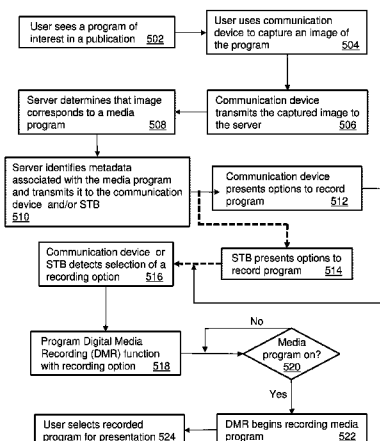 User sees a program of
interest in a publication 502
User uses communication
device to capture an image of
the program 504
Server determines that image
corresponds to a media
program 508
Communication device
transmits the captured image to
the server 506
Server identifies metadata
associated with the media program
and transmits it to the communication
device and/or STB
510
Communication device
presents options to record
program 512
Communication device or
STB detects selection of a
recording option 516
STB presents options to
record program 514
No
Program Digital Media
Recording (DMR) function
with recording option 518
Media
program on?
520
Yes
User selects recorded
program for presentation 524
DMR begins recording media
program 522